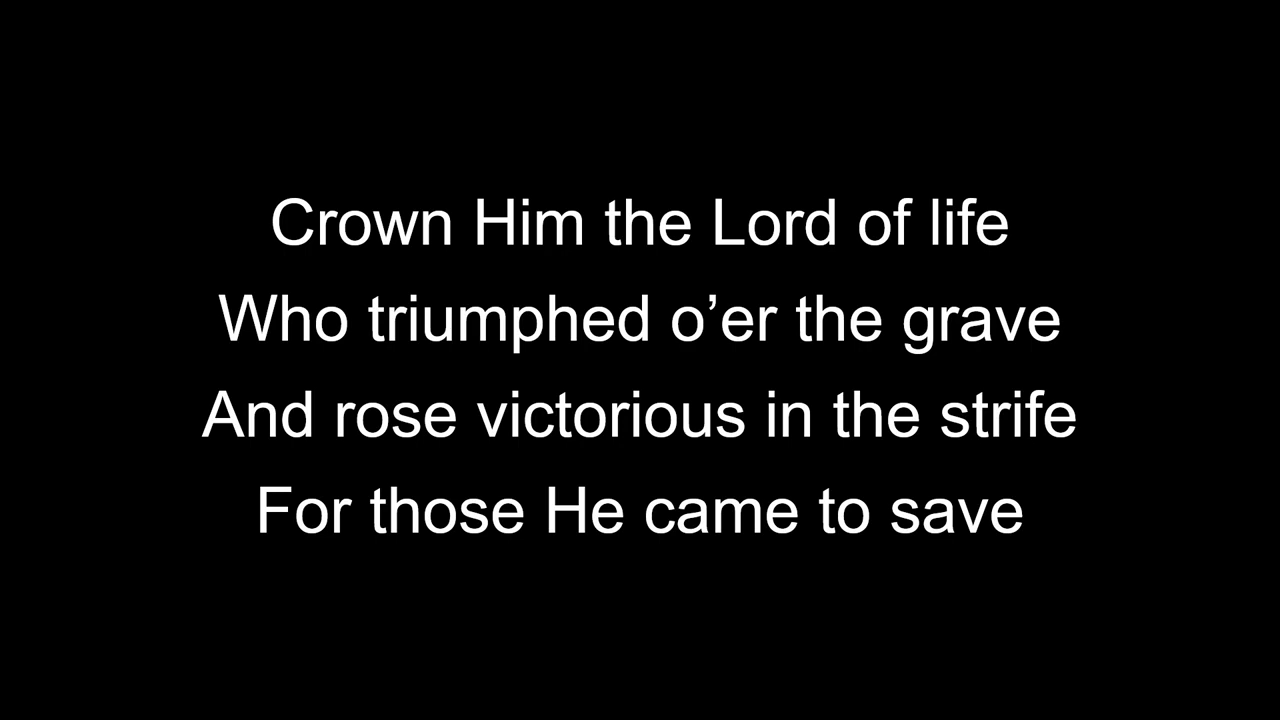 Crown Him the Lord of life
Who triumphed o’er the grave
And rose victorious in the strife
For those He came to save